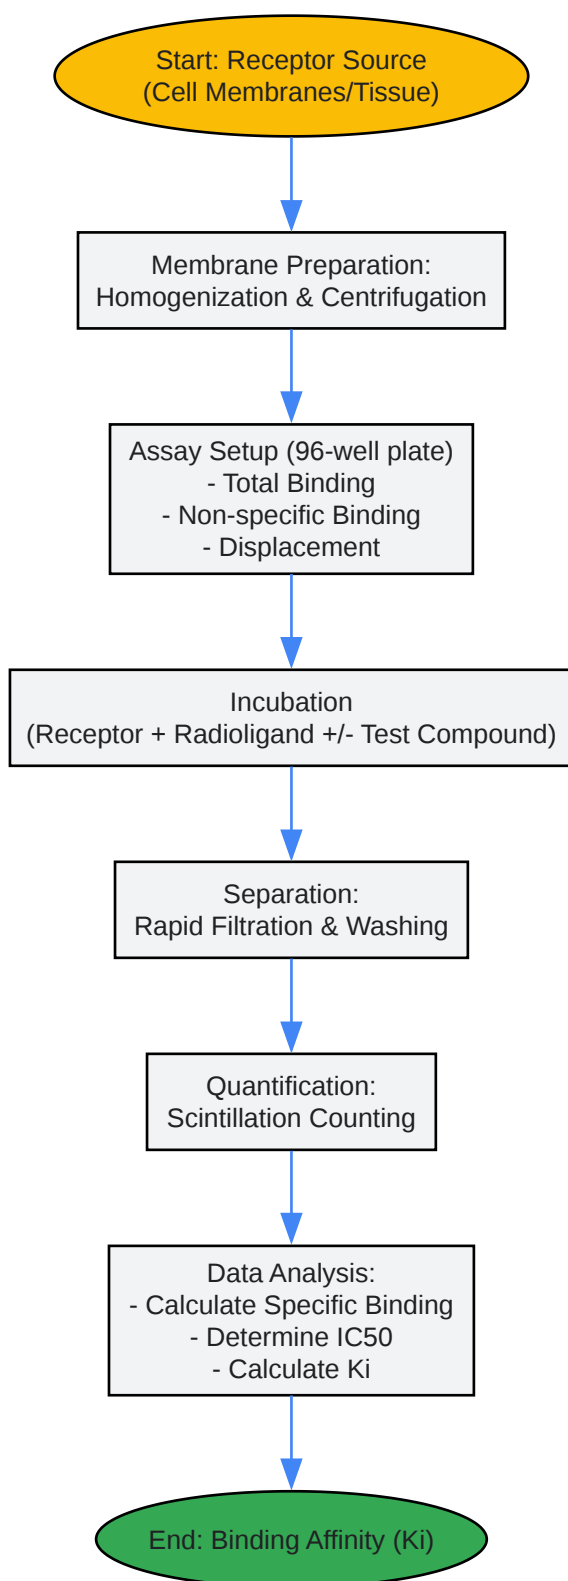 Start: Receptor Source
(Cell Membranes/Tissue)
Membrane Preparation:
Homogenization & Centrifugation
Assay Setup (96-well plate)
- Total Binding
- Non-specific Binding
- Displacement
Incubation
(Receptor + Radioligand +/- Test Compound)
Separation:
Rapid Filtration & Washing
Quantification:
Scintillation Counting
Data Analysis:
- Calculate Specific Binding
- Determine IC50
- Calculate Ki
End: Binding Affinity (Ki)